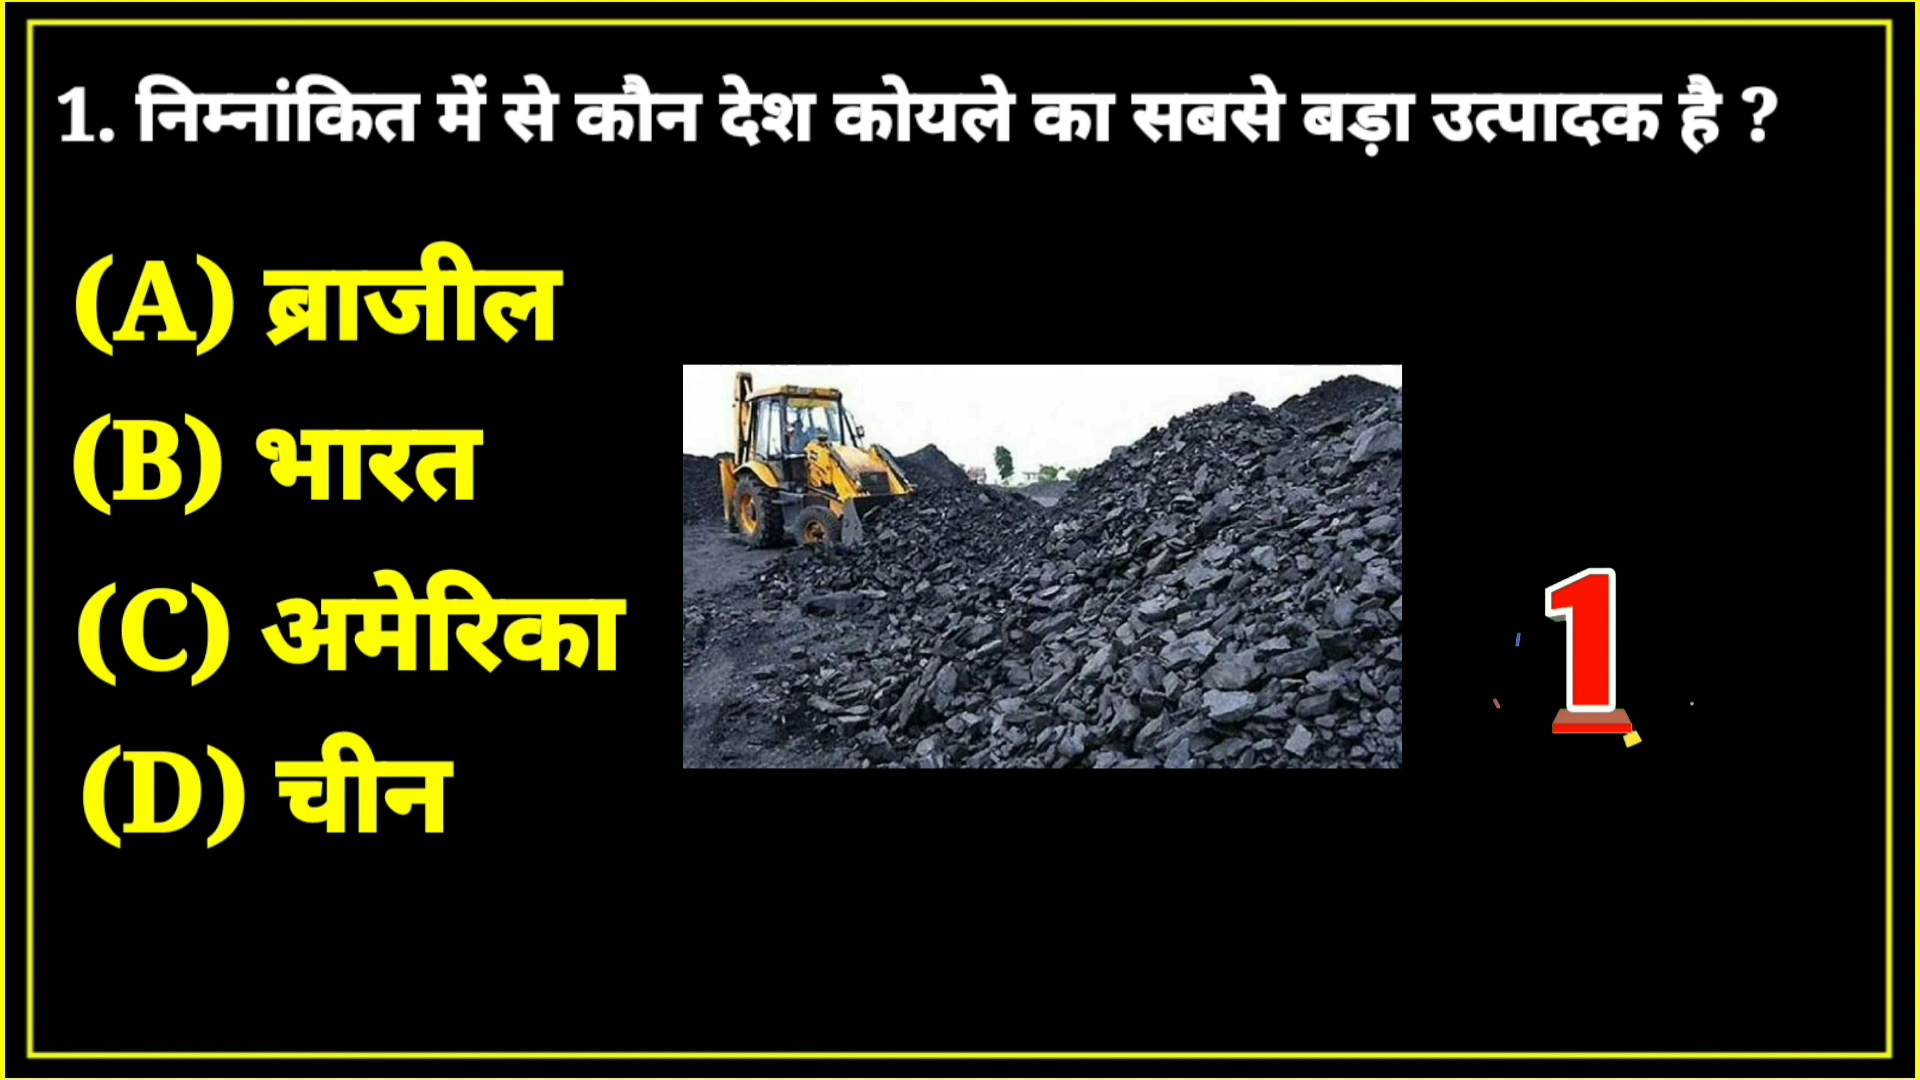 1. निम्नांकित में से कौन देश कोयले का सबसे बड़ा उत्पादक है ?
(A) ब्राजील
(B) भारत
(C) अमेरिका
(D) चीन
1